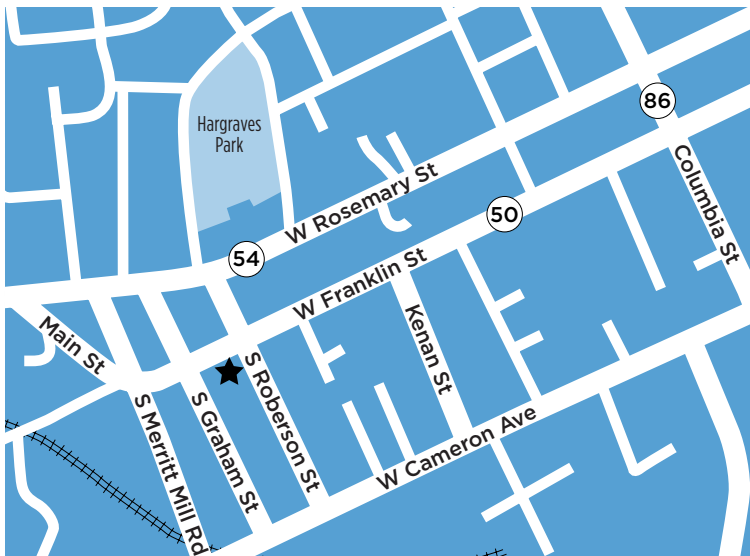 86
Hargraves
Park
Columbia St
W Rosemary St
50
54
W Franklin St
Main St
Kenan St
S Roberson St
S Graham St
S Merritt Mill Rd
W Cameron Ave